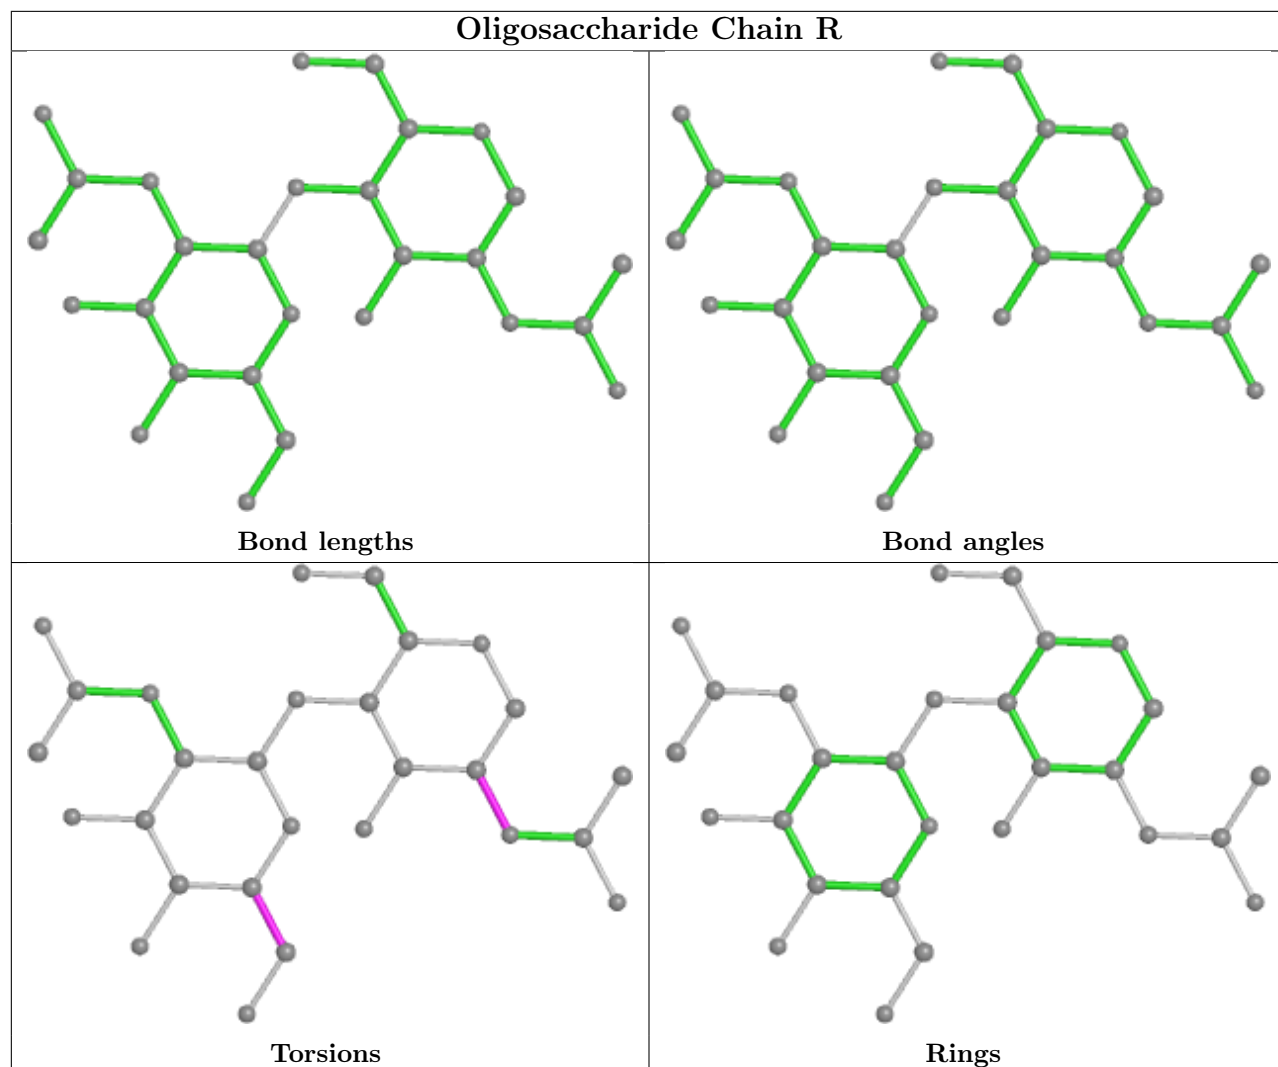 Oligosaccharide Chain R
Bond lengths
Bond angles
Torsions
Rings